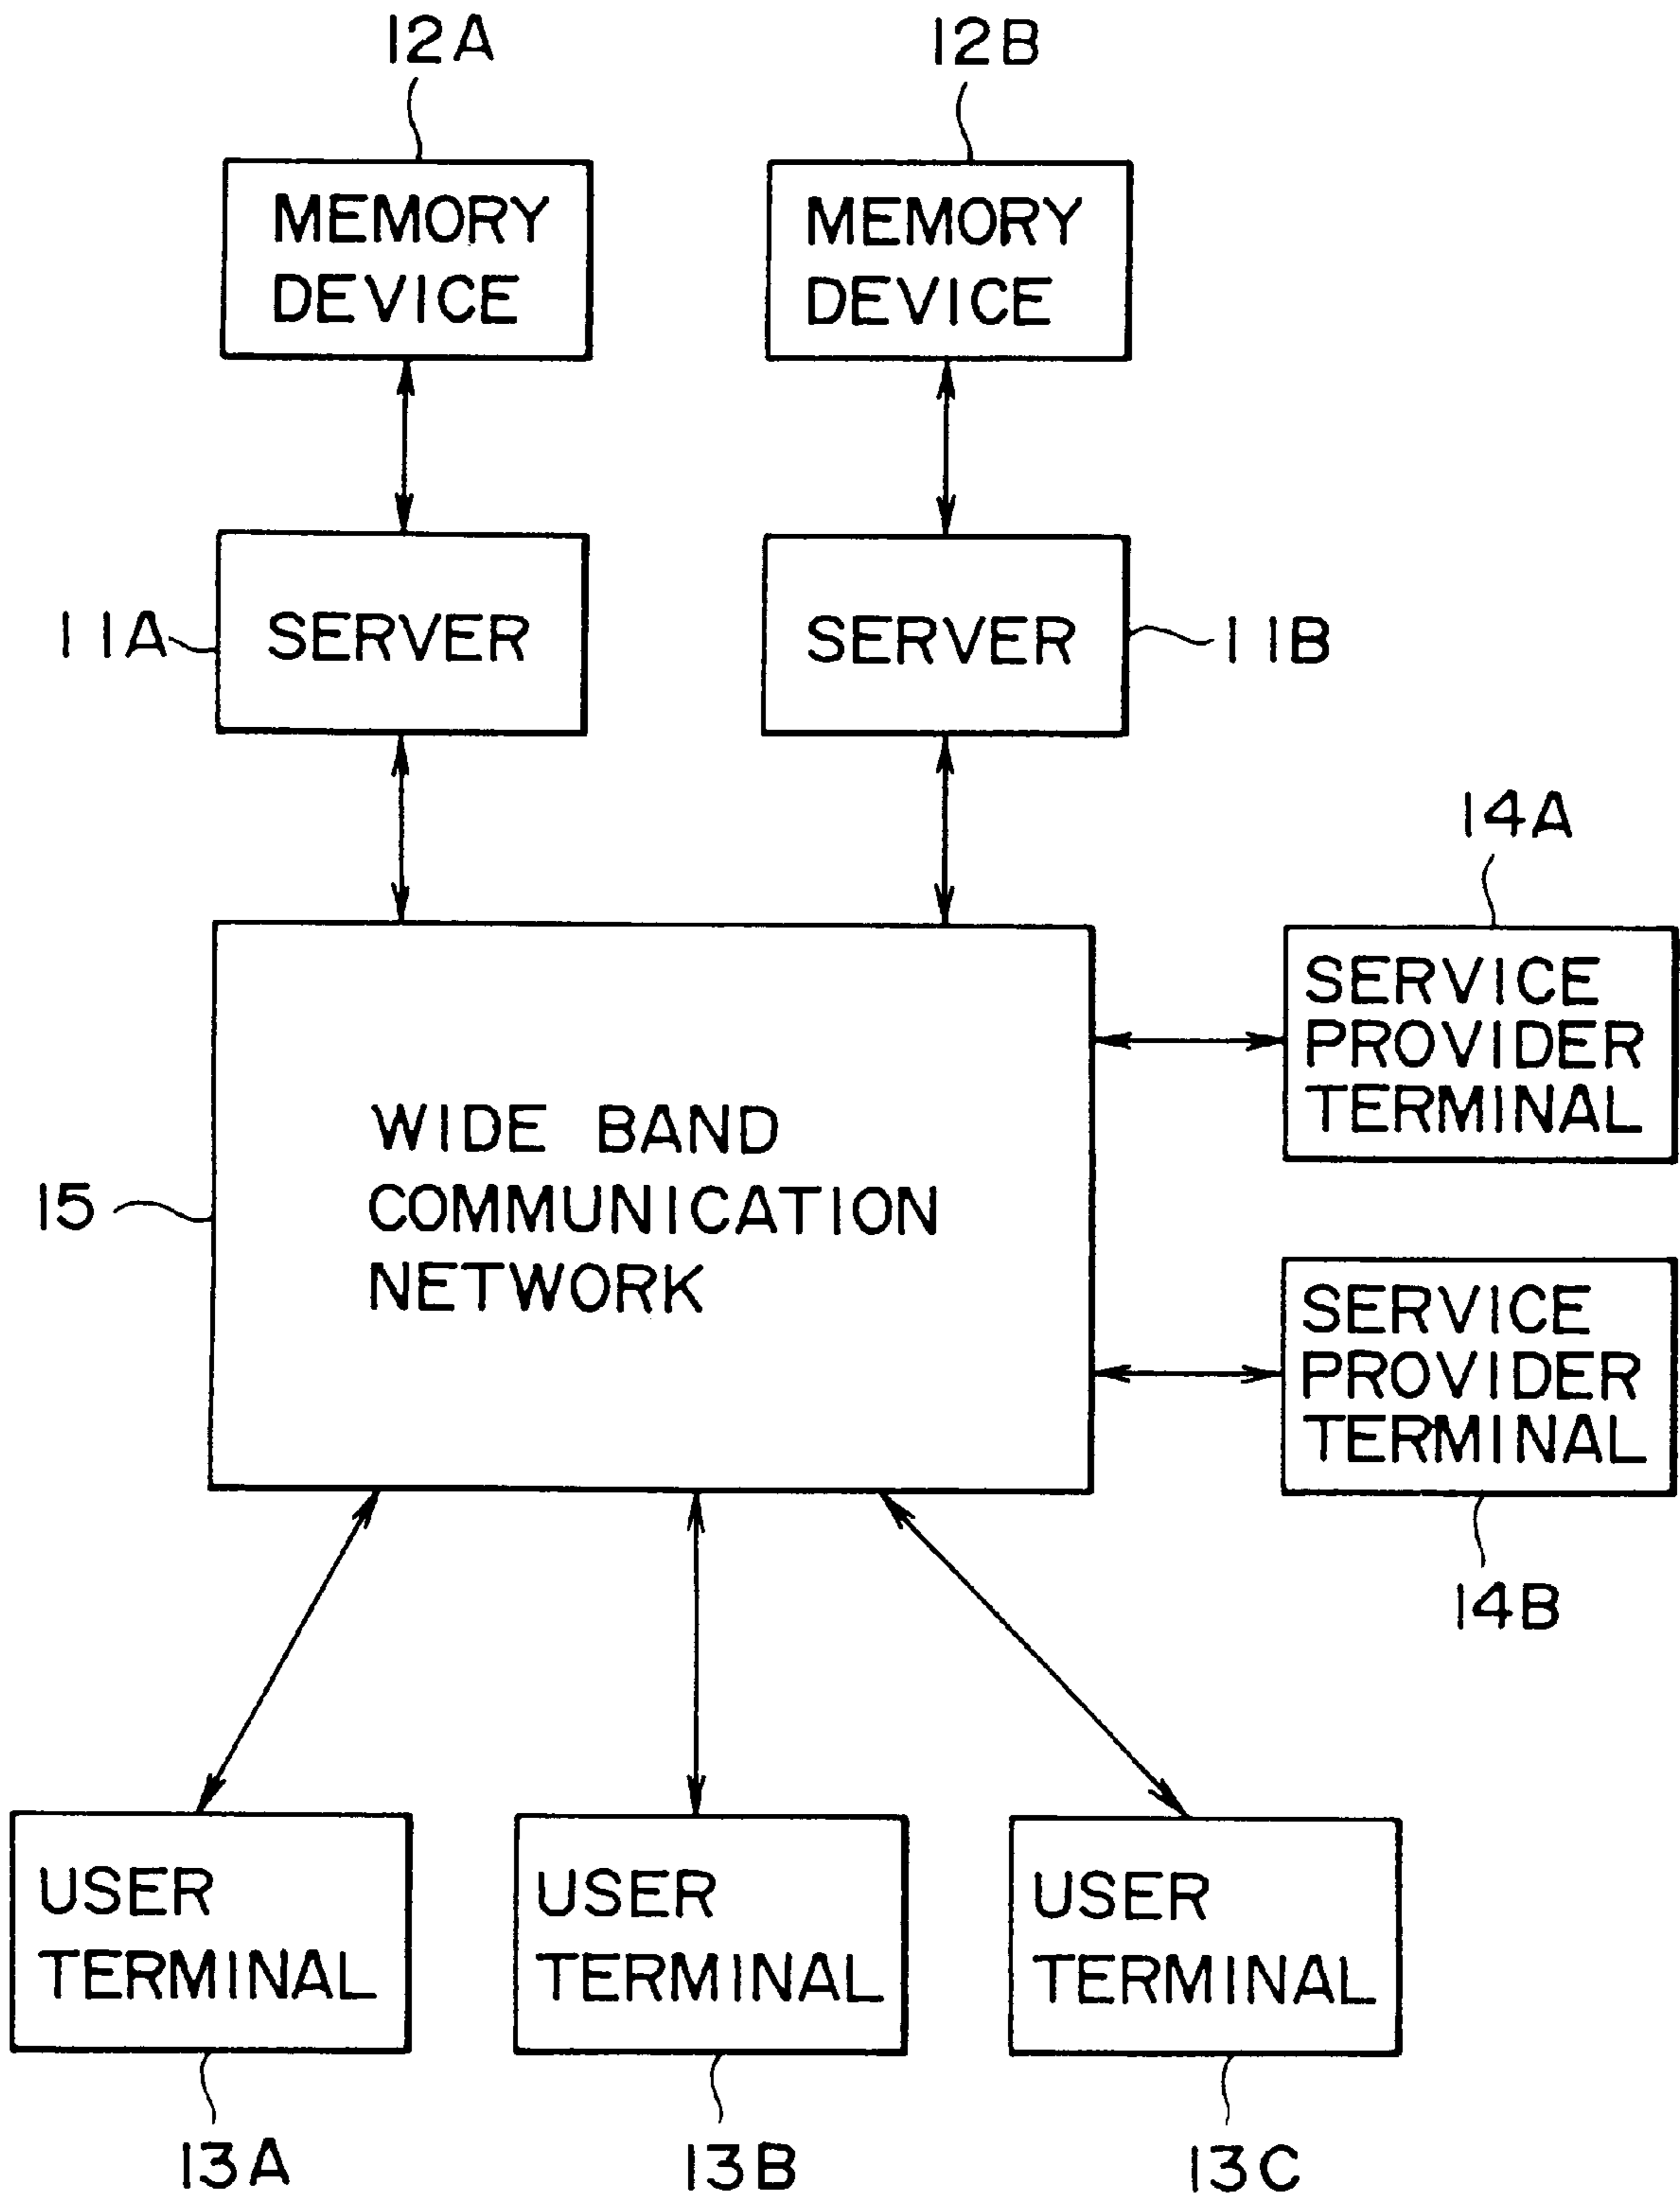 12A
12B
MEMORY
DEVICE
MEMORY
DEVICE
11A
SERVER
SERVER
11B
14A
SERVICE
PROVIDER
TERMINAL
15
WIDE BAND
COMMUNICATION
NETWORK
SERVICE
PROVIDER
TERMINAL
14B
USER
TERMINAL
USER
TERMINAL
USER
TERMINAL
13A
13B
13C